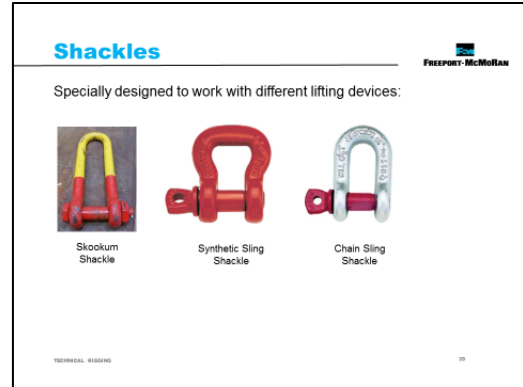 Shackles
FCX
FREEPORT-MCMORAN
Specially designed to work with different lifting devices:
Skookum
Shackle
Synthetic Sling
Shackle
Chain Sling
Shackle
TECHNICAL RIGGING